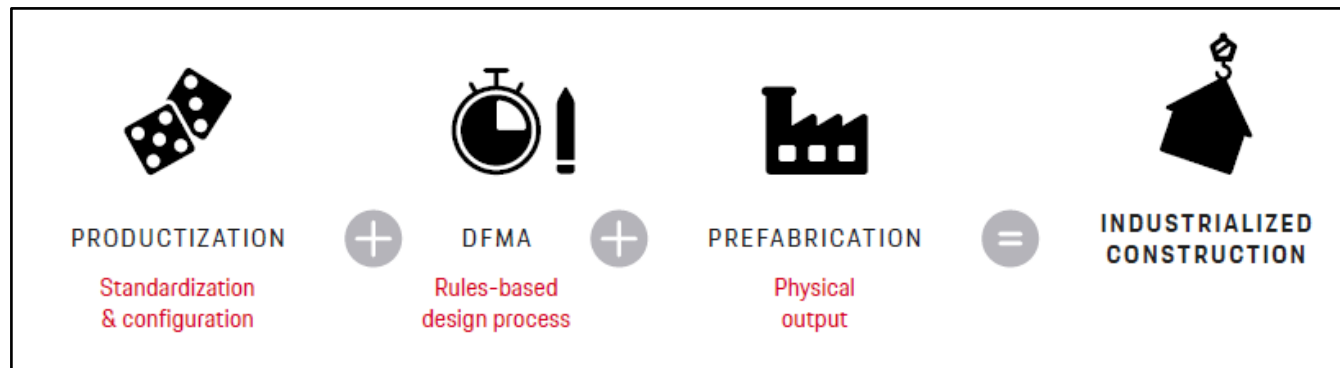 PRODUCTIZATION + DFMA + PREFABRICATION = INDUSTRIALIZED
CONSTRUCTION
Standardization
& configuration
Rules-based
design process
Physical
output